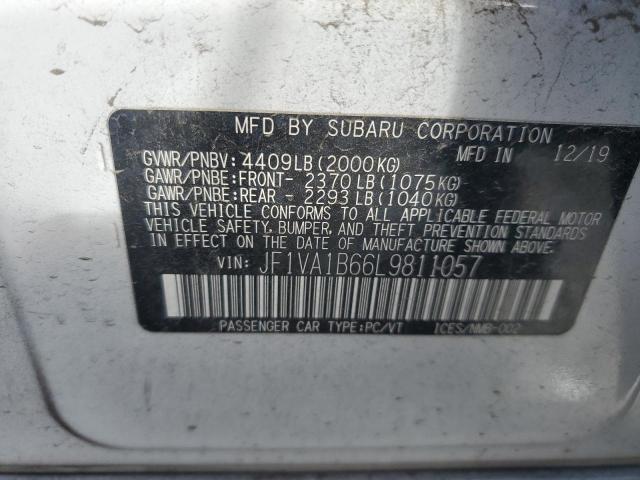 MFD BY SUBARU CORPORATION
GVWR/PNBV: 4409LB(2000KG) MFD IN 12/19
GAWR/PNBE:FRONT- 2370 LB(1075KG)
GAWR/PNBE:REAR - 2293 LB(1040KG)
THIS VEHICLE CONFORMS TO ALL APPLICABLE FEDERAL MOTOR
VEHICLE SAFETY, BUMPER, AND THEFT PREVENTION STANDARDS
IN EFFECT ON THE DATE OF MANUFACTURE SHOWN ABOVE.
VIN: JF1VA1B66L9811057
PASSENGER CAR TYPE:PC/VT ICES/NMB-002